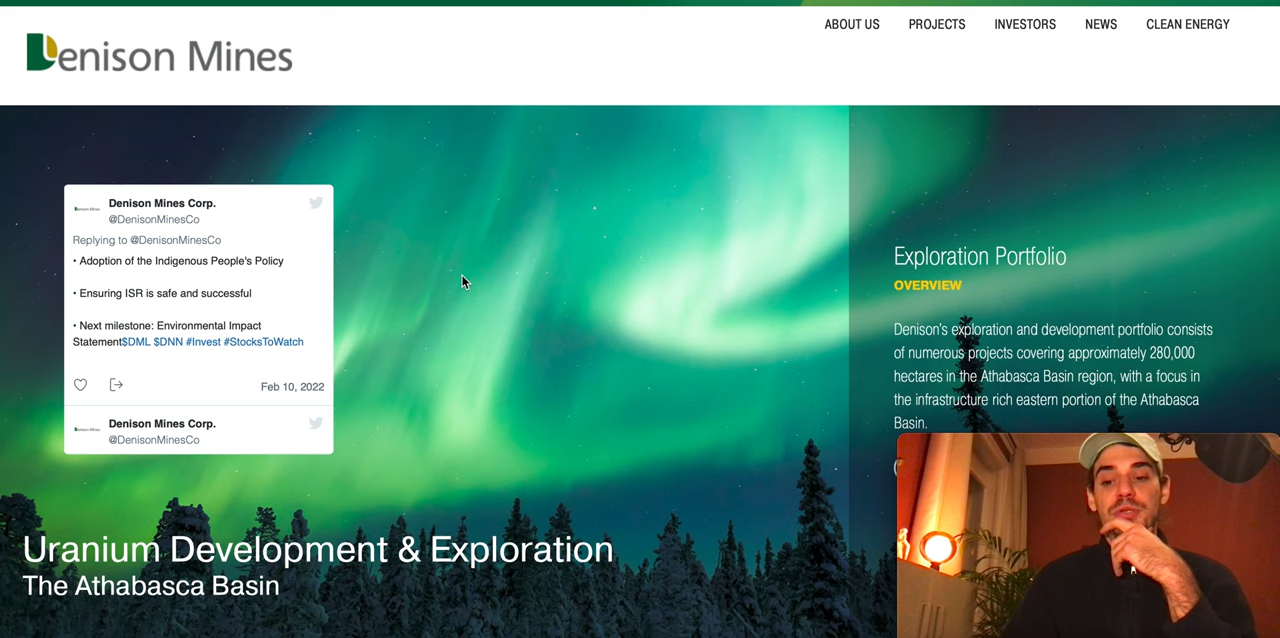 ABOUT US PROJECTS INVESTORS NEWS CLEAN ENERGY
Denison Mines
Denison Mines Corp.
@DenisonMinesCo
Replying to @DenisonMinesCo
• Adoption of the Indigenous People's Policy
• Ensuring ISR is safe and successful
• Next milestone: Environmental Impact
Statement$DML $DNN #Invest #StocksToWatch
Feb 10, 2022
Denison Mines Corp.
@DenisonMinesCo
Exploration Portfolio
OVERVIEW
Denison's exploration and development portfolio consists
of numerous projects covering approximately 280,000
hectares in the Athabasca Basin region, with a focus in
the infrastructure rich eastern portion of the Athabasca
Basin.
Uranium Development & Exploration
The Athabasca Basin